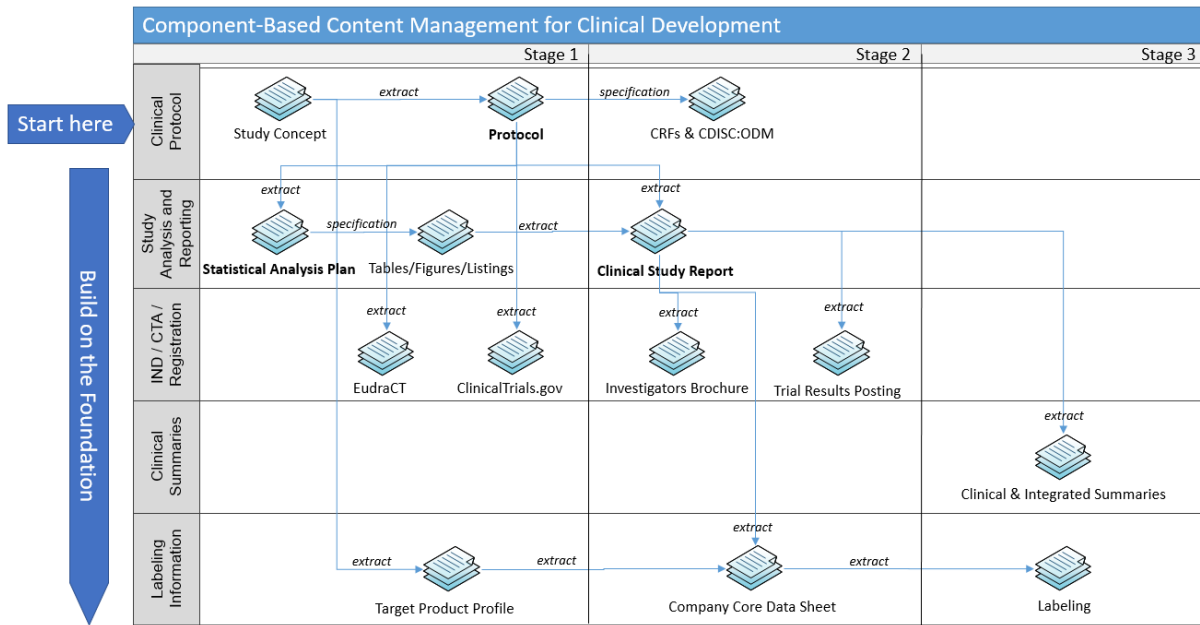 Component-Based Content Management for Clinical Development
Stage 1
Stage 2
Stage 3
Start here
Build on the Foundation
Clinical
Protocol
Study Concept
extract
Protocol
specification
CRFs & CDISC:ODM
Study
Analysis and
Reporting
extract
Statistical Analysis Plan
specification
Tables/Figures/Listings
extract
extract
Clinical Study Report
IND / CTA /
Registration
extract
EudraCT
extract
ClinicalTrials.gov
extract
Investigators Brochure
extract
Trial Results Posting
Clinical
Summaries
extract
Clinical & Integrated Summaries
Labeling
Information
extract
Target Product Profile
extract
extract
Company Core Data Sheet
extract
Labeling